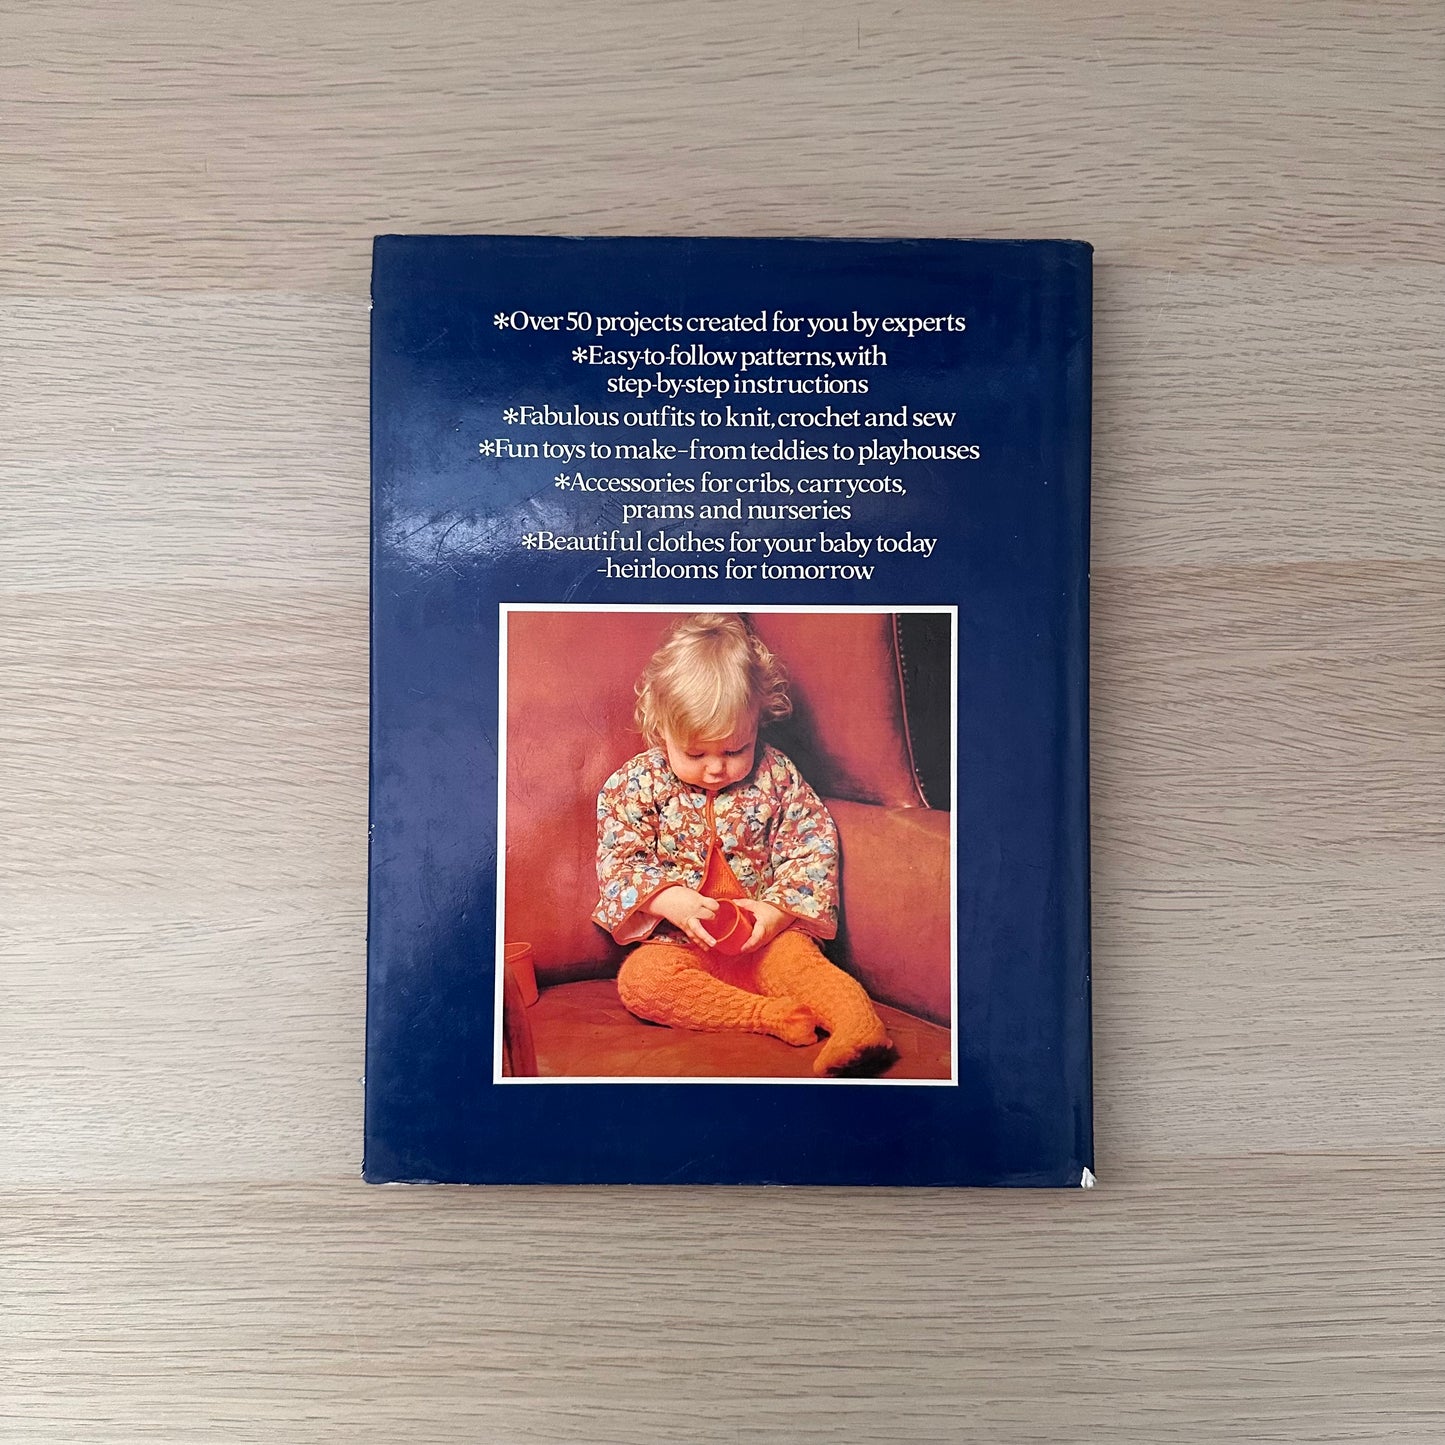 *Over 50 projects created for you by experts
*Easy-to-follow patterns, with
step-by-step instructions
*Fabulous outfits to knit, crochet and sew
*Fun toys to make–from teddies to playhouses
*Accessories for cribs, carrycots,
prams and nurseries
*Beautiful clothes for your baby today
–heirlooms for tomorrow